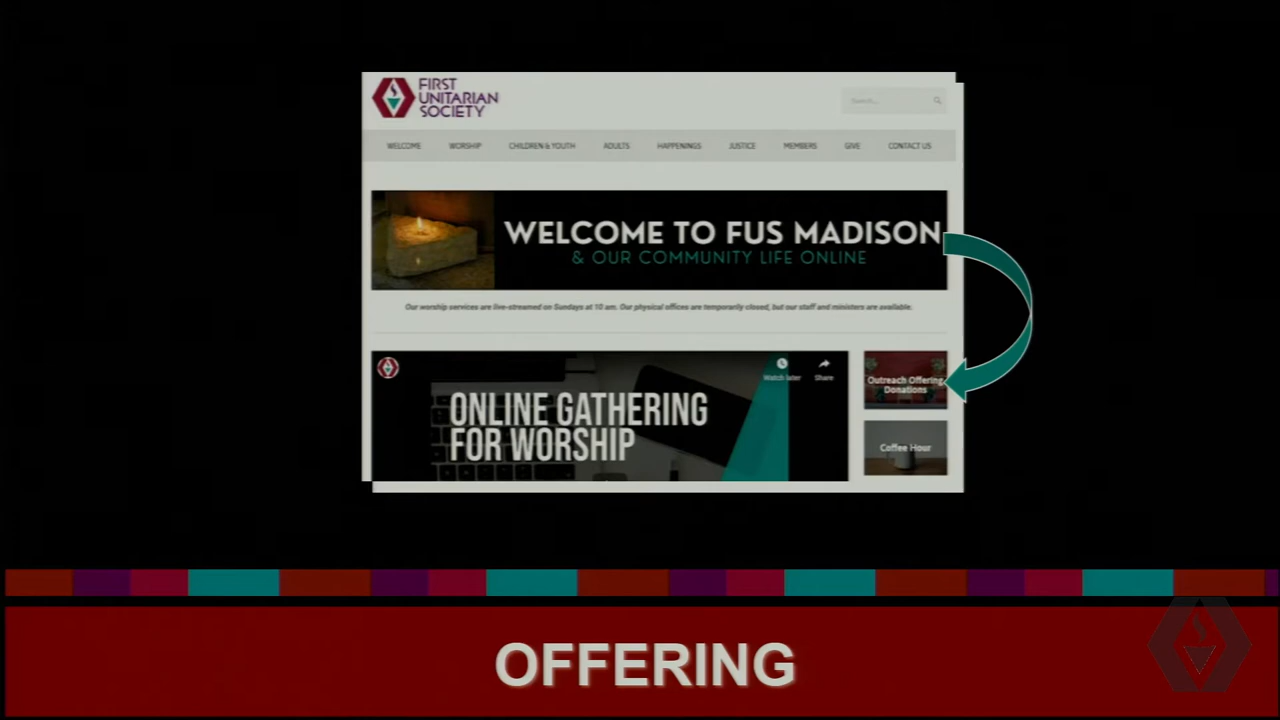 FIRST
UNITARIAN
SOCIETY
Search...
WELCOME WORSHIP CHILDREN & YOUTH ADULTS HAPPENINGS JUSTICE MEMBERS GIVE CONTACT US
WELCOME TO FUS MADISON
& OUR COMMUNITY LIFE ONLINE
Our worship services are live-streamed on Sundays at 10 am. Our physical offices are temporarily closed, but our staff and ministers are available.
Watch later Share
ONLINE GATHERING
FOR WORSHIP
Outreach Offering
Donations
Coffee Hour
OFFERING